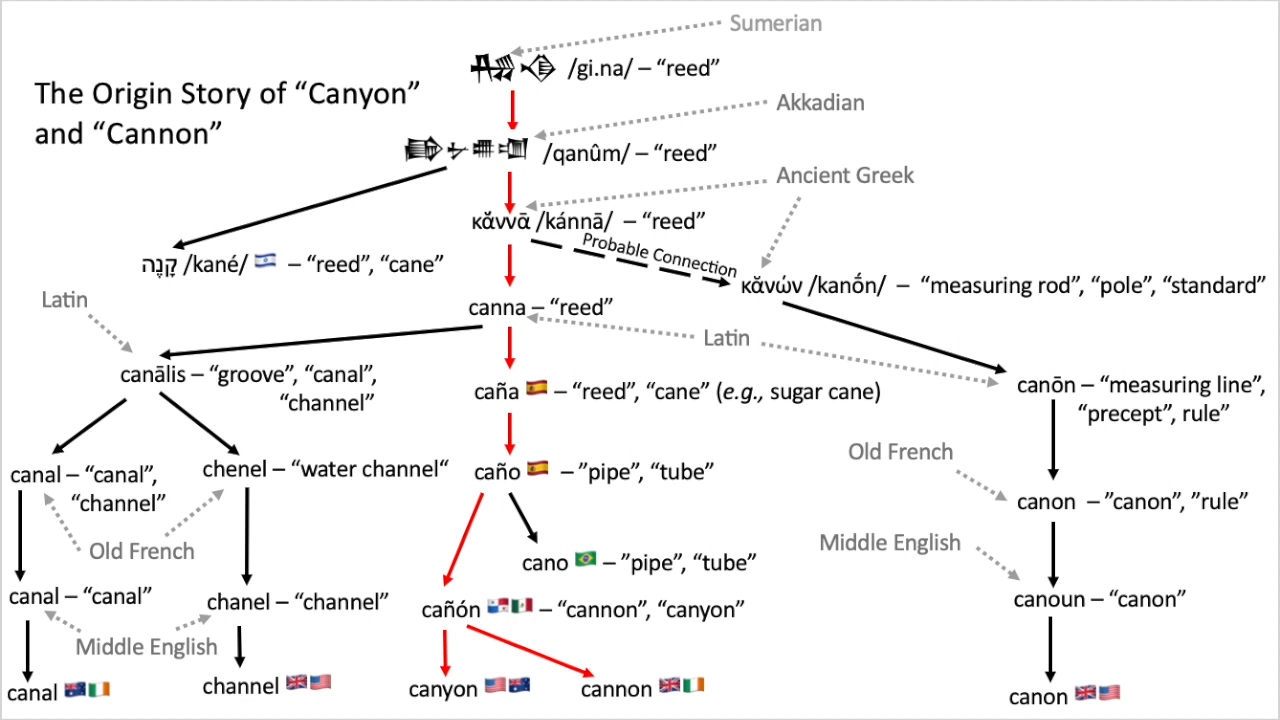 Sumerian
/gi.na/ – “reed”
The Origin Story of “Canyon”
and “Cannon”
Akkadian
/qanûm/ – “reed”
Ancient Greek
κᾰ́ννᾱ /kánnā/ – “reed”
Probable Connection
קָנֶה /kané/ – “reed”, “cane”
κᾰνών /kanṓn/ – “measuring rod”, “pole”, “standard”
Latin
canna – “reed”
Latin
canālis – “groove”, “canal”,
“channel”
caña – “reed”, “cane” (e.g., sugar cane)
canōn – “measuring line”,
“precept”, rule”
Old French
canal – “canal”,
“channel”
chenel – “water channel“
caño – ”pipe”, “tube”
canon – ”canon”, ”rule”
Old French
Middle English
cano – ”pipe”, “tube”
canal – “canal”
chanel – “channel”
cañón – “cannon”, “canyon”
canoun – “canon”
Middle English
canal
channel
canyon
cannon
canon